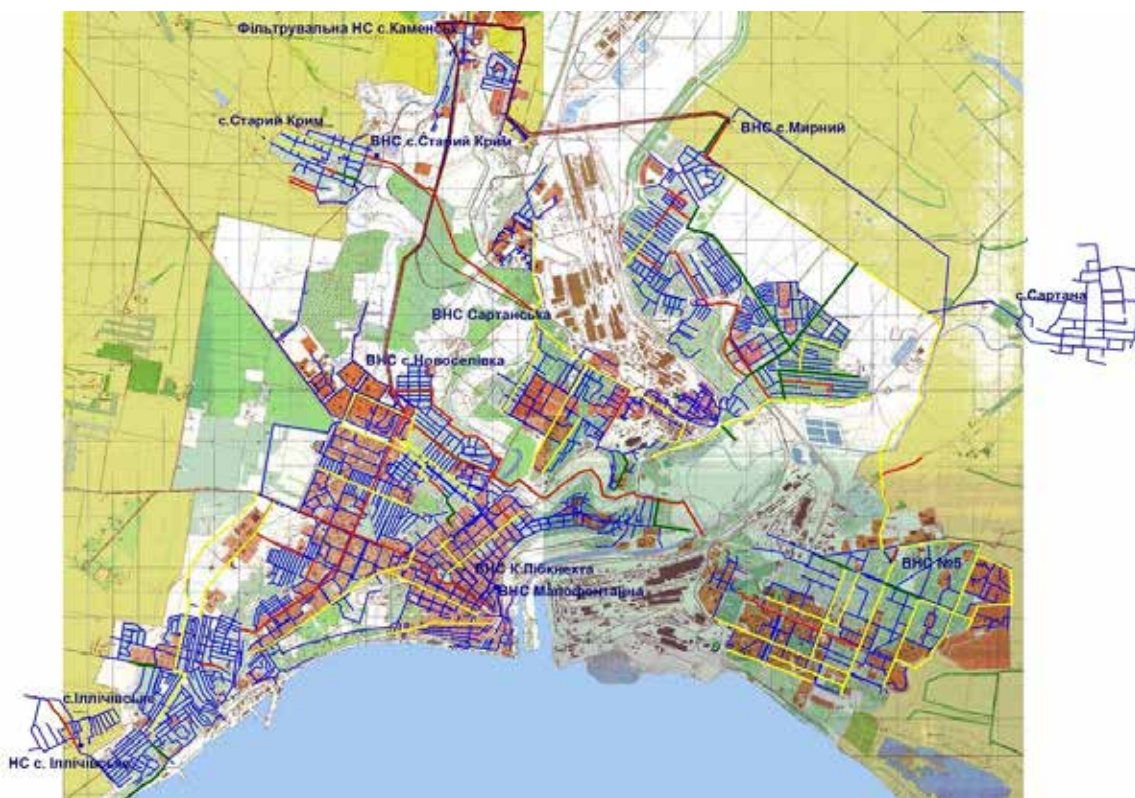 Фільтрувальна НС с.Каменськ
с.Старий Крим
ВНС с.Старий Крим
ВНС с.Мирний
с.Сартана
ВНС Сартанська
ВНС с.Новоселівка
ВНС К.Лібкнехта
ВНС Малофонтанна
ВНС №5
с.Іллічівське
НС с. Іллічівське